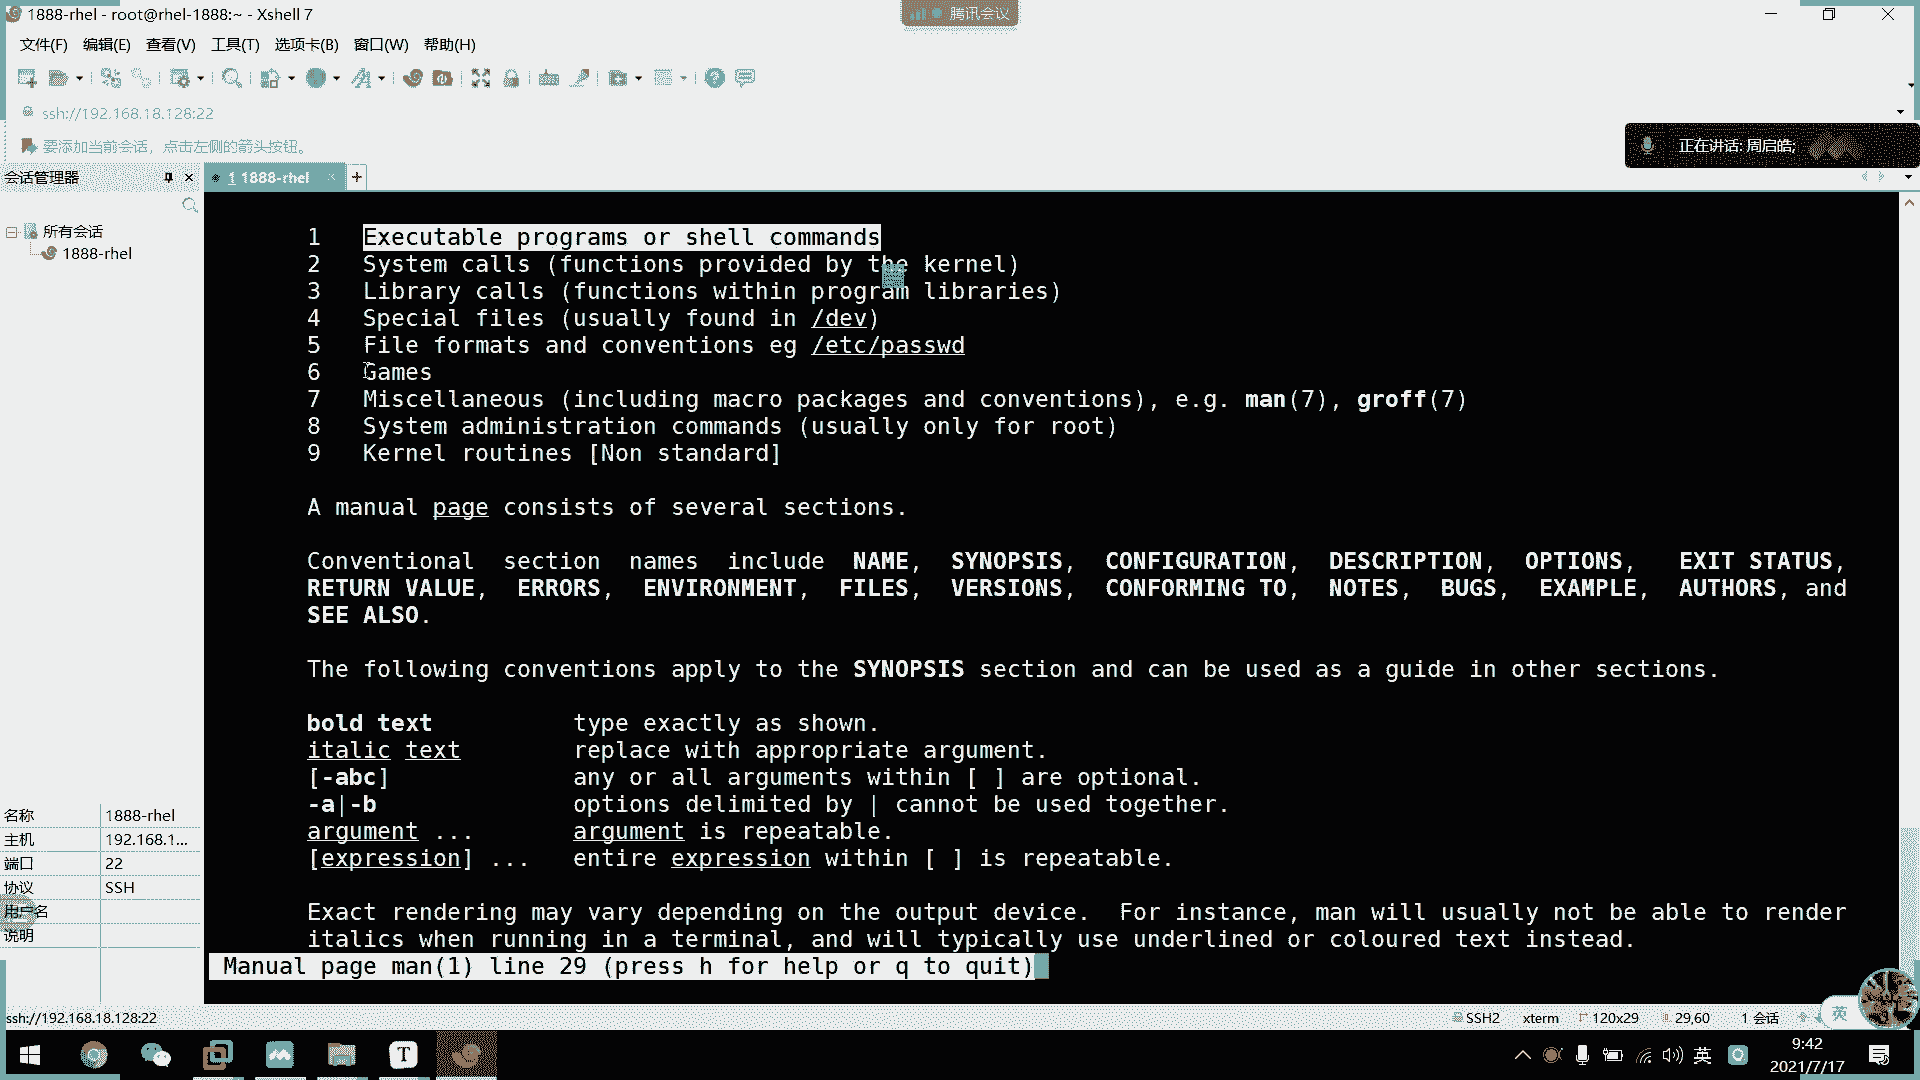 1888-rhel - root@rhel-1888:~ - Xshell 7
腾讯会议
文件(F) 编辑(E) 查看(V) 工具(T) 选项卡(B) 窗口(W) 帮助(H)
ssh://192.168.18.128:22
要添加当前会话，点击左侧的箭头按钮。
正在讲话: 周启皓;
会话管理器
1 1888-rhel
所有会话
1888-rhel
1 Executable programs or shell commands
2 System calls (functions provided by the kernel)
3 Library calls (functions within program libraries)
4 Special files (usually found in /dev)
5 File formats and conventions eg /etc/passwd
6 Games
7 Miscellaneous (including macro packages and conventions), e.g. man(7), groff(7)
8 System administration commands (usually only for root)
9 Kernel routines [Non standard]
A manual page consists of several sections.
Conventional section names include NAME, SYNOPSIS, CONFIGURATION, DESCRIPTION, OPTIONS, EXIT STATUS,
RETURN VALUE, ERRORS, ENVIRONMENT, FILES, VERSIONS, CONFORMING TO, NOTES, BUGS, EXAMPLE, AUTHORS, and
SEE ALSO.
The following conventions apply to the SYNOPSIS section and can be used as a guide in other sections.
bold text type exactly as shown.
italic text replace with appropriate argument.
[-abc] any or all arguments within [ ] are optional.
-a|-b options delimited by | cannot be used together.
argument ... argument is repeatable.
[expression] ... entire expression within [ ] is repeatable.
Exact rendering may vary depending on the output device. For instance, man will usually not be able to render
italics when running in a terminal, and will typically use underlined or coloured text instead.
Manual page man(1) line 29 (press h for help or q to quit)
名称 1888-rhel
主机 192.168.1...
端口 22
协议 SSH
用户名
说明
ssh://192.168.18.128:22
SSH2 xterm 120x29 29,60 1 会话
英
英
9:42
2021/7/17